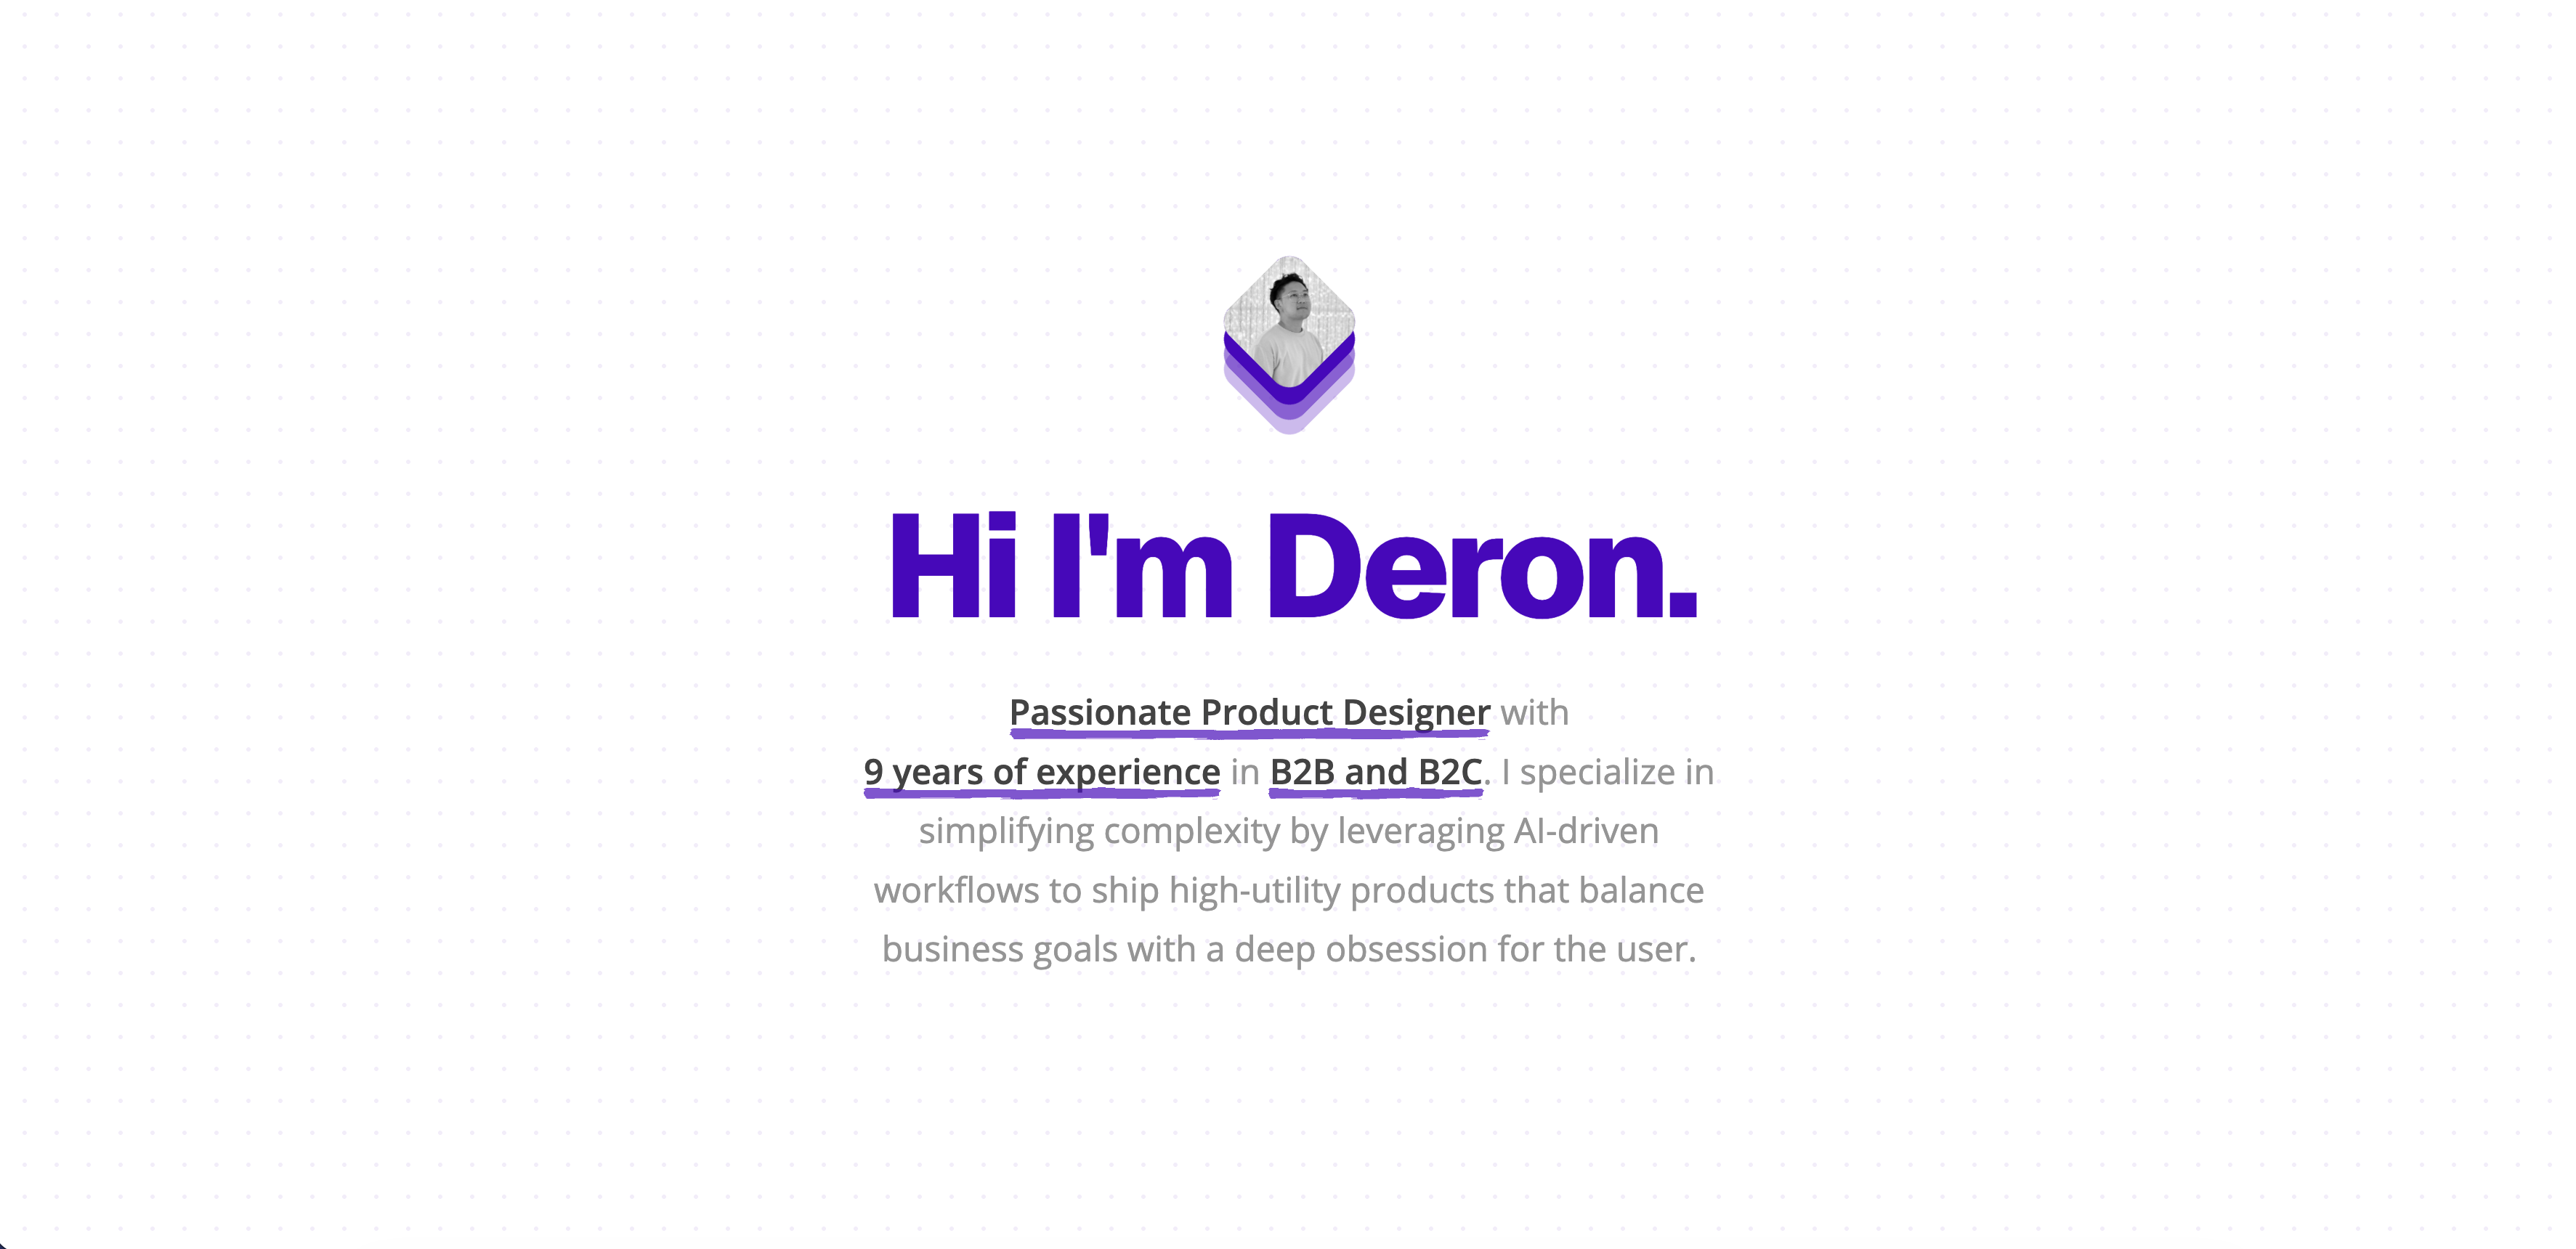 Hi I'm Deron.
Passionate Product Designer with
9 years of experience in B2B and B2C. I specialize in
simplifying complexity by leveraging AI-driven
workflows to ship high-utility products that balance
business goals with a deep obsession for the user.